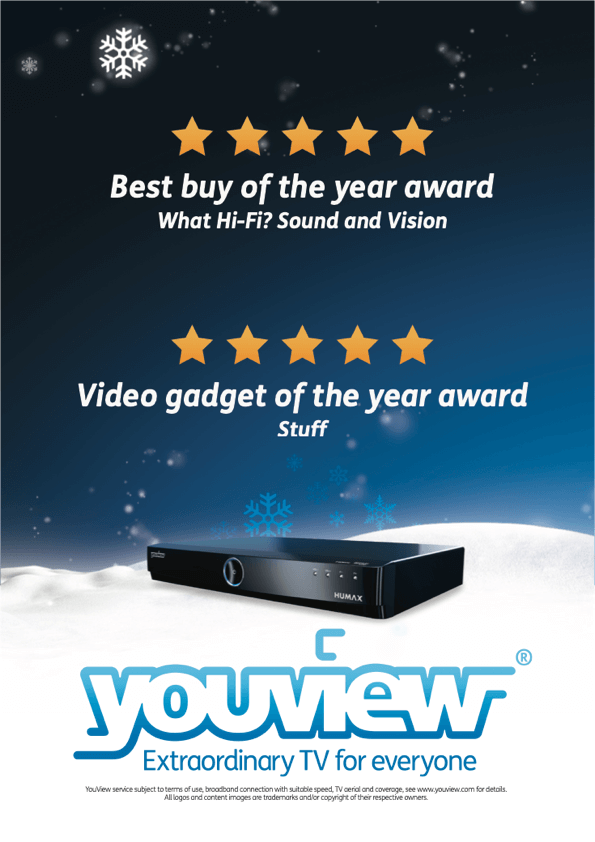 Best buy of the year award
What Hi-Fi? Sound and Vision
Video gadget of the year award
Stuff
youview
HUMAX
youview®
Extraordinary TV for everyone
YouView service subject to terms of use, broadband connection with suitable speed, TV aerial and coverage, see www.youview.com for details.
All logos and content images are trademarks and/or copyright of their respective owners.